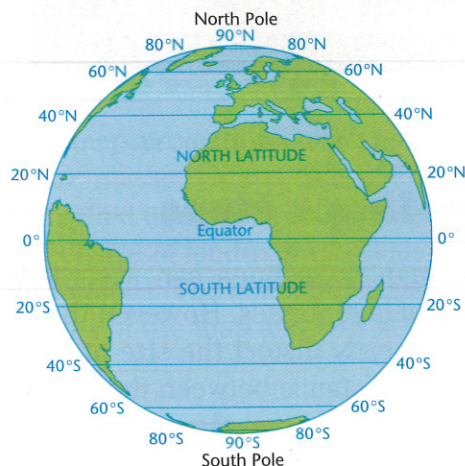 North Pole
90°N
80°N 80°N
60°N 60°N
40°N 40°N
NORTH LATITUDE
20°N 20°N
Equator
0° 0°
SOUTH LATITUDE
20°S 20°S
40°S 40°S
60°S 60°S
80°S 80°S
90°S
South Pole